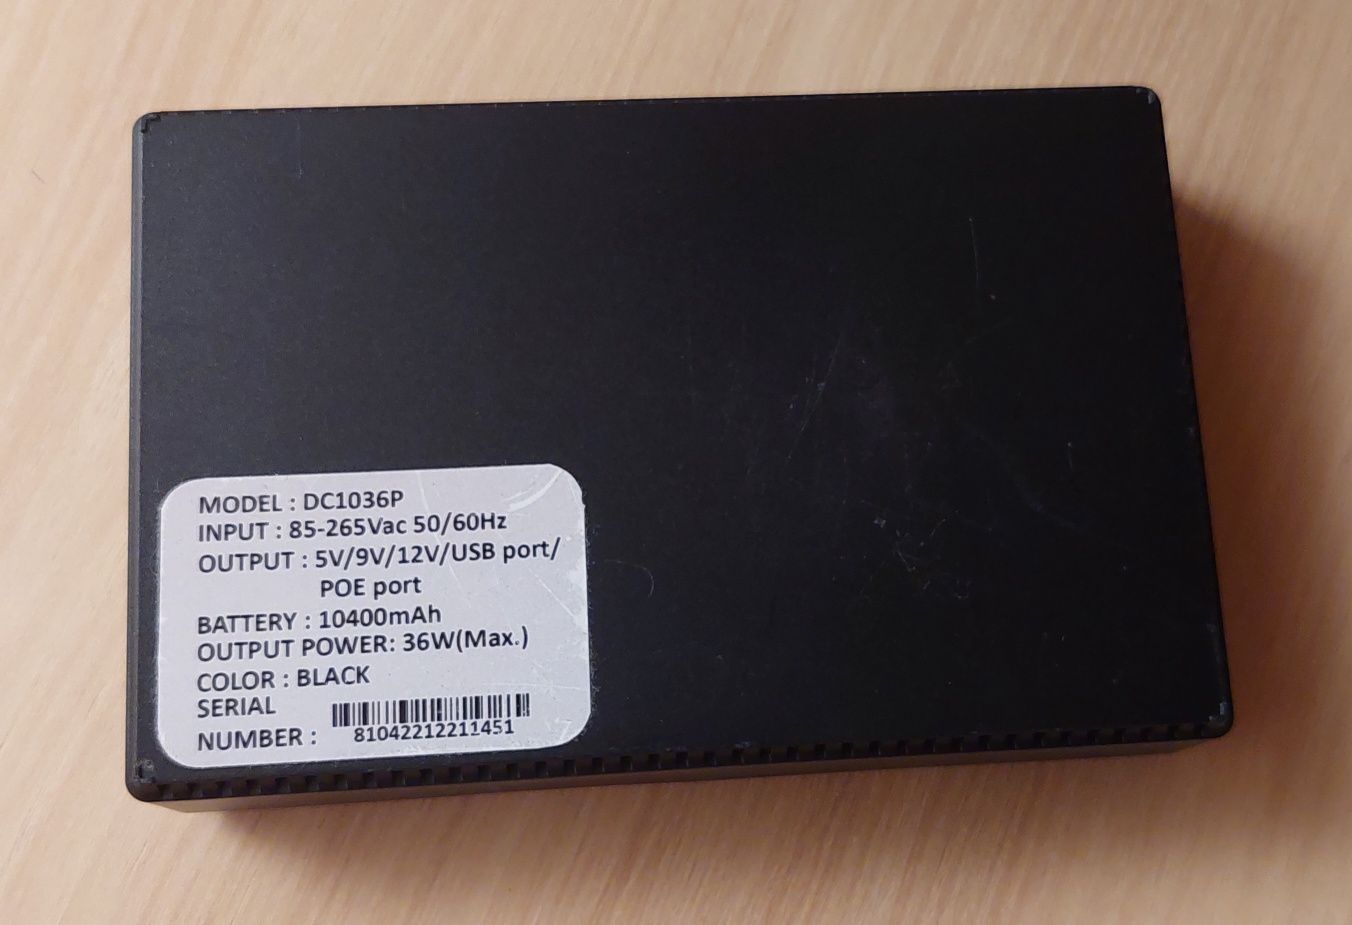 MODEL : DC1036P
INPUT : 85-265Vac 50/60Hz
OUTPUT : 5V/9V/12V/USB port/
POE port
BATTERY : 10400mAh
OUTPUT POWER: 36W(Max.)
COLOR : BLACK
SERIAL
NUMBER :
81042212211451